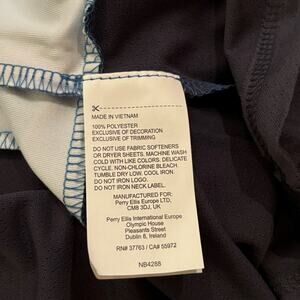 MADE IN VIETNAM
100% POLYESTER
EXCLUSIVE OF DECORATION
EXCLUSIVE OF TRIMMING
DO NOT USE FABRIC SOFTENERS
OR DRYER SHEETS. MACHINE WASH
COLD WITH LIKE COLORS. DELICATE
CYCLE. NON-CHLORINE BLEACH.
TUMBLE DRY LOW. COOL IRON.
DO NOT IRON LOGO.
DO NOT IRON NECK LABEL.
MANUFACTURED FOR:
Perry Ellis Europe LTD
CM8 3DJ, UK
Perry Ellis International Europe
Olympic House
Pleasants Street
Dublin 8, Ireland
RN# 37763 / CA# 55972
NB4288